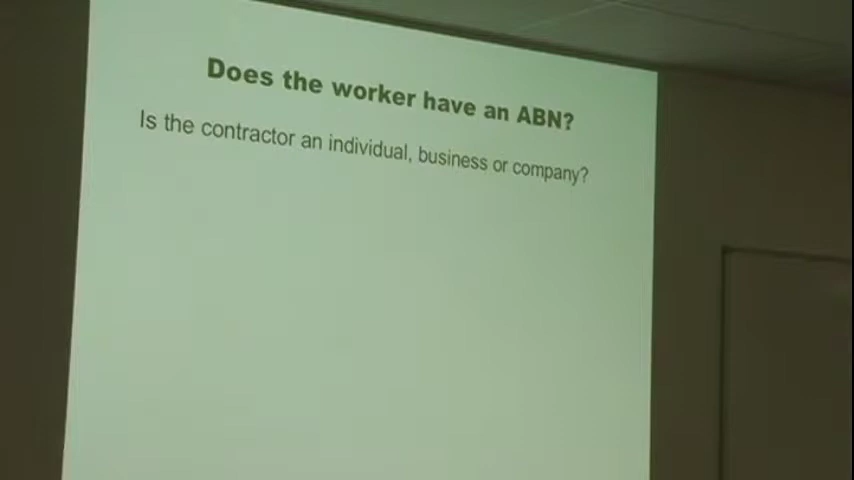 Does the worker have an ABN?
Is the contractor an individual, business or company?